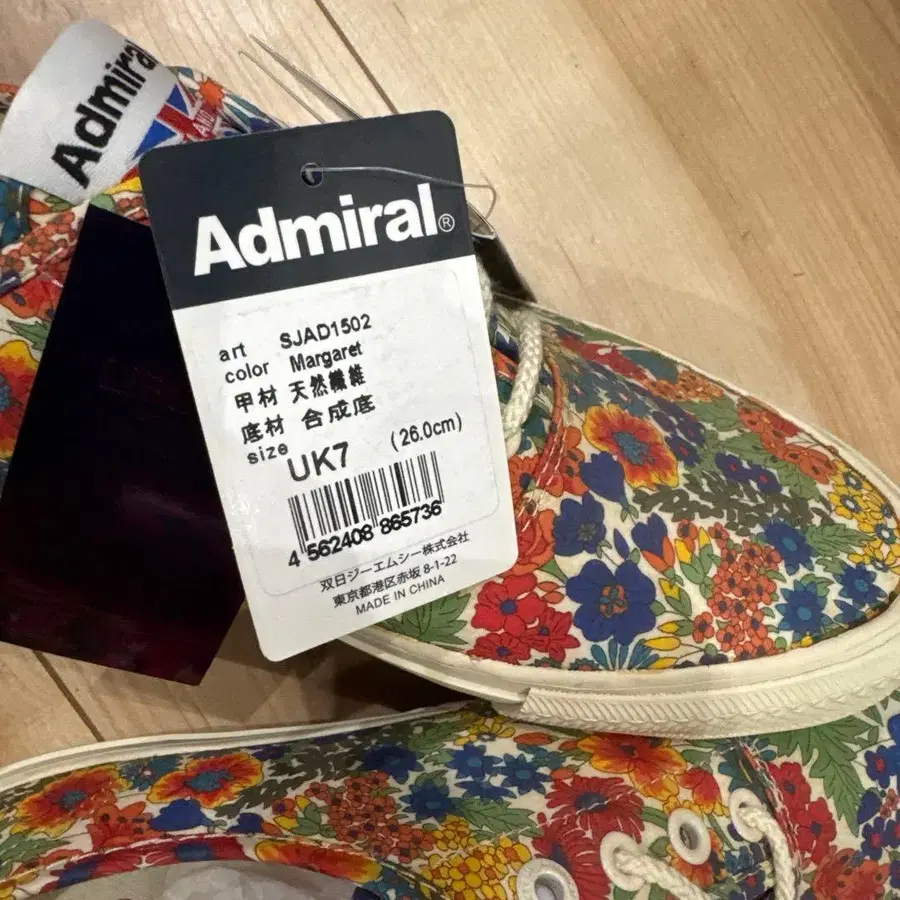 Admiral
AND
Admiral®
art SJAD1502
color Margaret
甲材 天然繊維
底材 合成底
size UK7 (26.0cm)
4 562408 865736
双日ジーエムシー株式会社
東京都港区赤坂 8-1-22
MADE IN CHINA